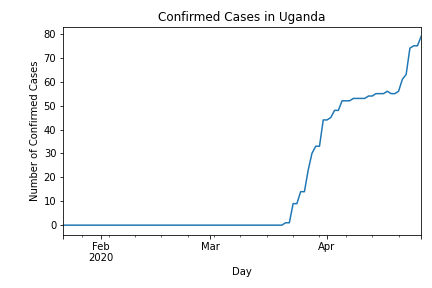 Confirmed Cases in Uganda
Number of Confirmed Cases
80
70
60
50
40
30
20
10
0
Feb
2020
Mar
Apr
Day